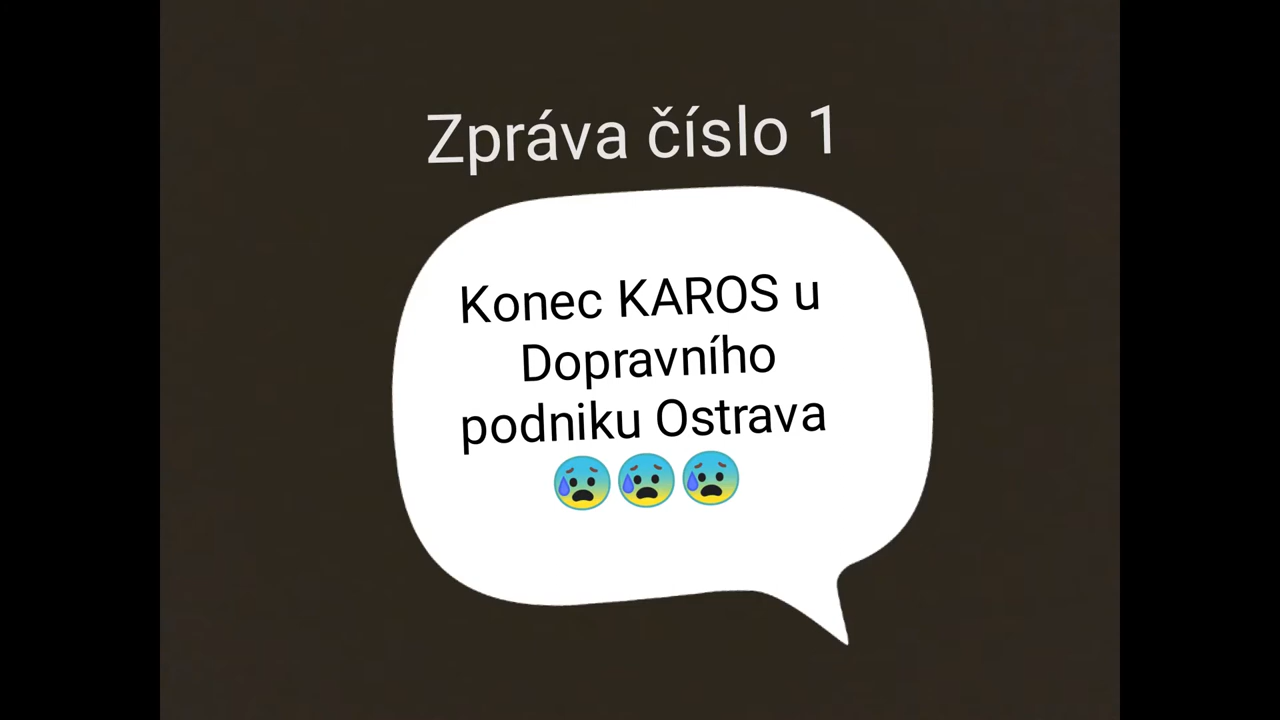 Zpráva číslo 1
Konec KAROS u
Dopravního
podniku Ostrava
😰😰😰